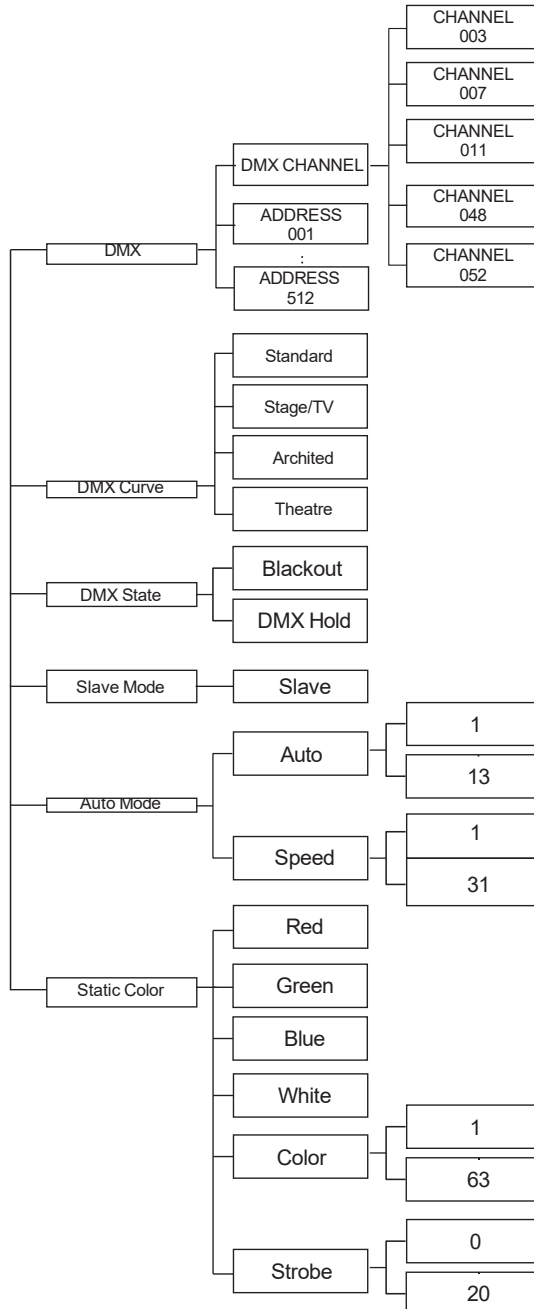 CHANNEL
003
CHANNEL
007
DMX CHANNEL
CHANNEL
011
ADDRESS
001
:
CHANNEL
048
DMX
ADDRESS
512
CHANNEL
052
Standard
Stage/TV
Archited
DMX Curve
Theatre
Blackout
DMX State
DMX Hold
Slave Mode
Slave
Auto
1
:
13
Auto Mode
Speed
1
31
Red
Static Color
Green
Blue
White
Color
1
:
63
Strobe
0
:
20